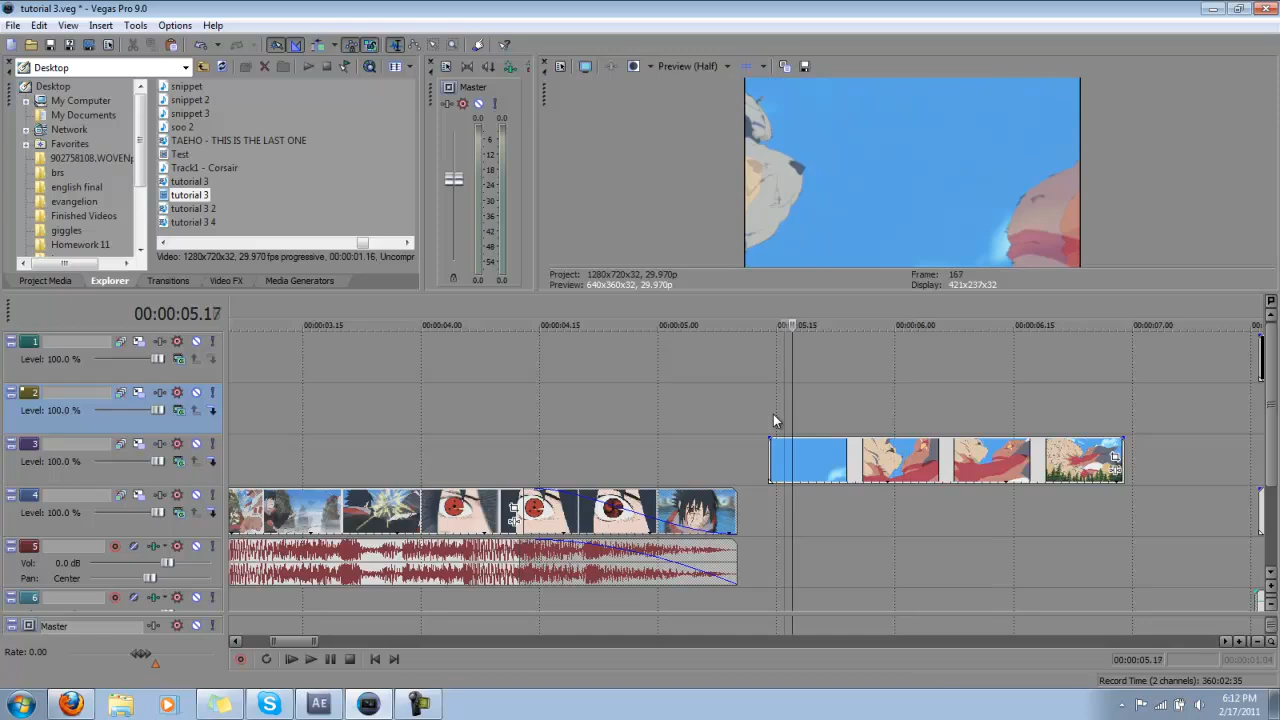 tutorial 3.veg * - Vegas Pro 9.0
File Edit View Insert Tools Options Help
Desktop
Preview (Half)
Desktop
My Computer
My Documents
Network
Favorites
902758108.WOVENp
brs
english final
evangelion
Finished Videos
giggles
Homework 11
snippet
snippet 2
snippet 3
soo 2
TAEHO - THIS IS THE LAST ONE
Test
Track1 - Corsair
tutorial 3
tutorial 3
tutorial 3 2
tutorial 3 4
Video: 1280x720x32, 29.970 fps progressive, 00:00:01.16, Uncompr
Project Media Explorer Transitions Video FX Media Generators
Master
0.0 0.0
6
12
18
24
30
36
42
48
54
0.0 0.0
Project: 1280x720x32, 29.970p
Preview: 640x360x32, 29.970p
Frame: 167
Display: 421x237x32
00:00:05.17
00:00:03.15 00:00:04.00 00:00:04.15 00:00:05.00 00:00:05.15 00:00:06.00 00:00:06.15 00:00:07.00 00:
1
Level: 100.0 %
2
Level: 100.0 %
3
Level: 100.0 %
4
Level: 100.0 %
5
Vol: 0.0 dB
Pan: Center
6
Master
Rate: 0.00
00:00:05.17 00:00:01:04
Record Time (2 channels): 360:02:35
AE
6:12 PM
2/17/2011